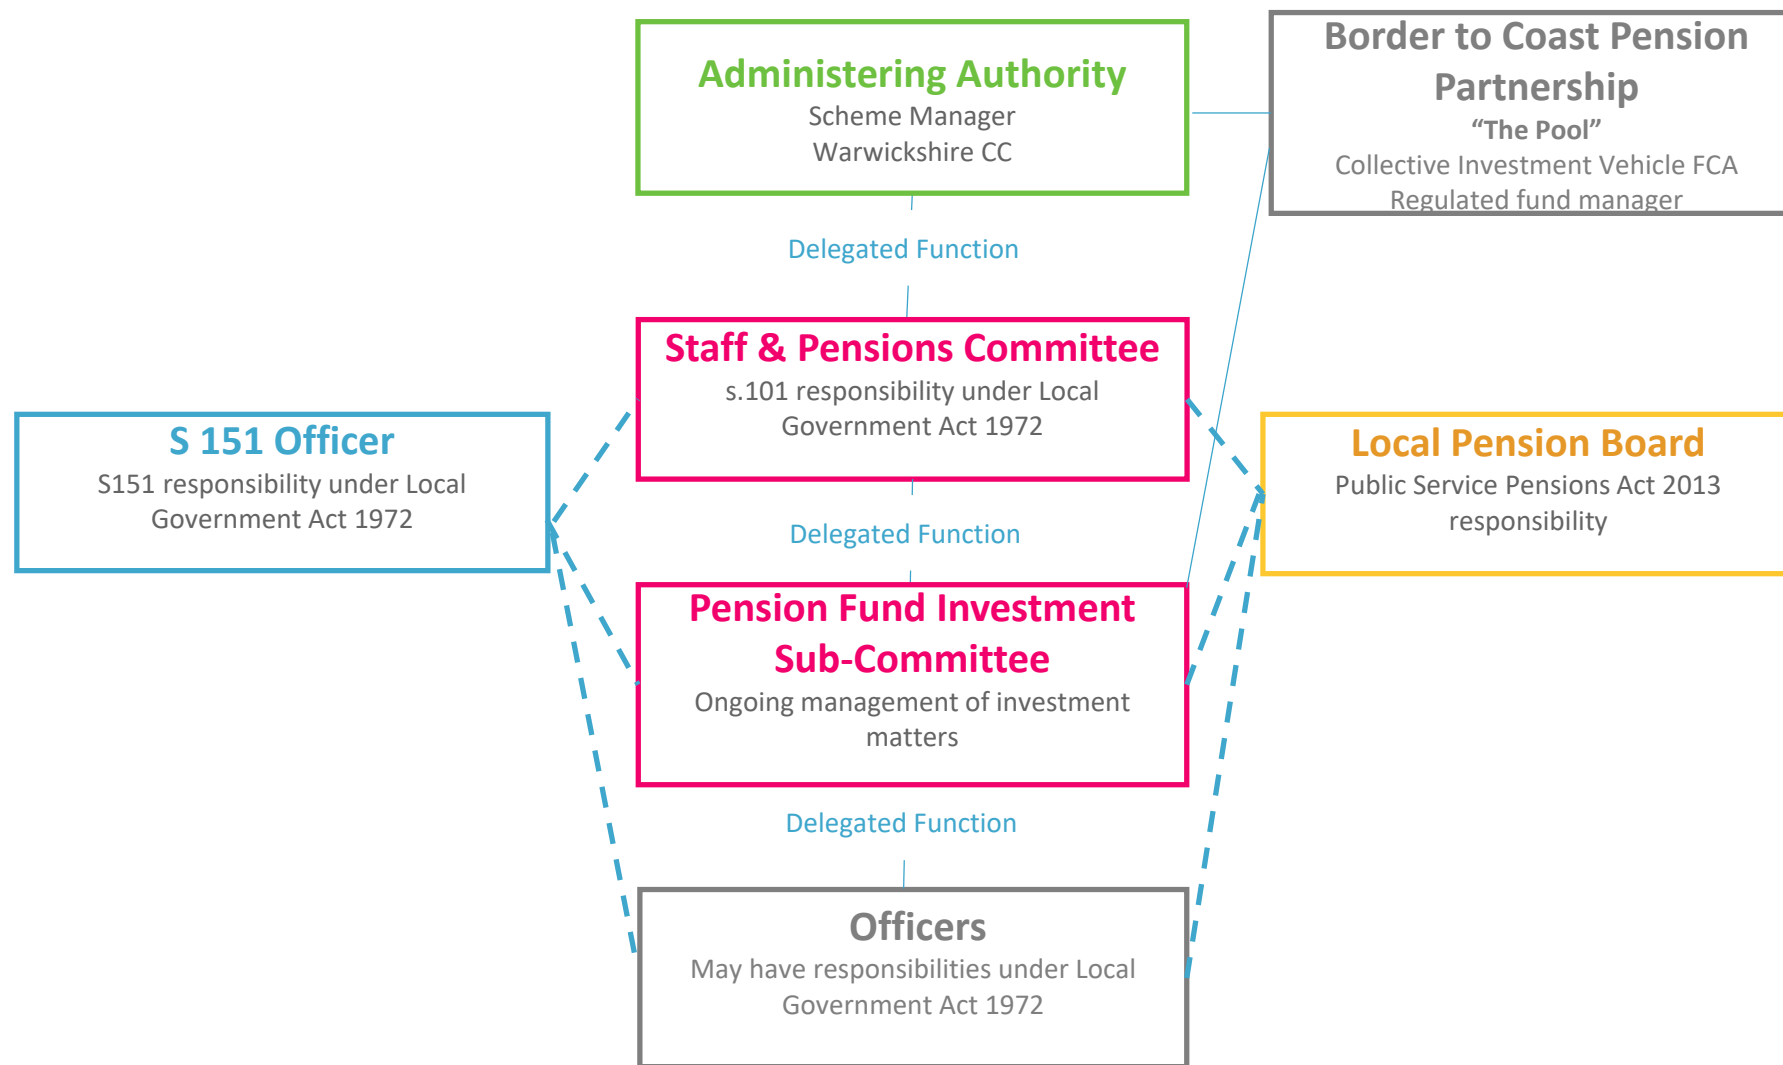 Administering Authority
Scheme Manager
Warwickshire CC
Border to Coast Pension
Partnership
“The Pool”
Collective Investment Vehicle FCA
Regulated fund manager
Delegated Function
Staff & Pensions Committee
s.101 responsibility under Local
Government Act 1972
S 151 Officer
S151 responsibility under Local
Government Act 1972
Local Pension Board
Public Service Pensions Act 2013
responsibility
Delegated Function
Pension Fund Investment
Sub-Committee
Ongoing management of investment
matters
Delegated Function
Officers
May have responsibilities under Local
Government Act 1972